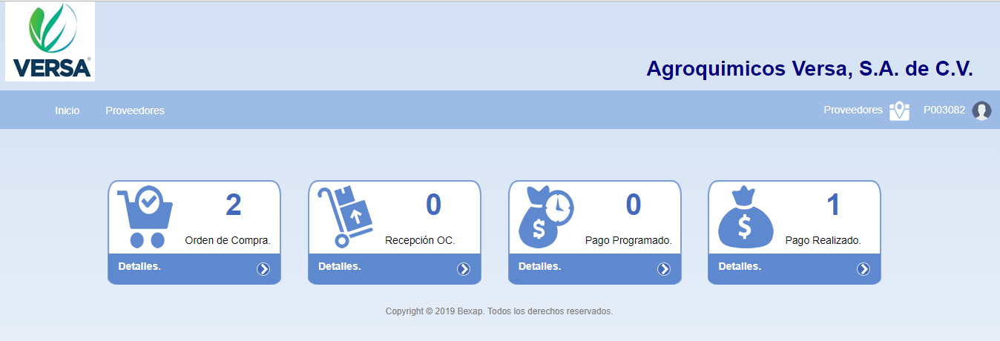 VERSA®
Agroquimicos Versa, S.A. de C.V.
Inicio Proveedores Proveedores P003082
2
Orden de Compra.
Detalles.
0
Recepción OC.
Detalles.
$
0
Pago Programado.
Detalles.
$
1
Pago Realizado.
Detalles.
Copyright © 2019 Bexap. Todos los derechos reservados.